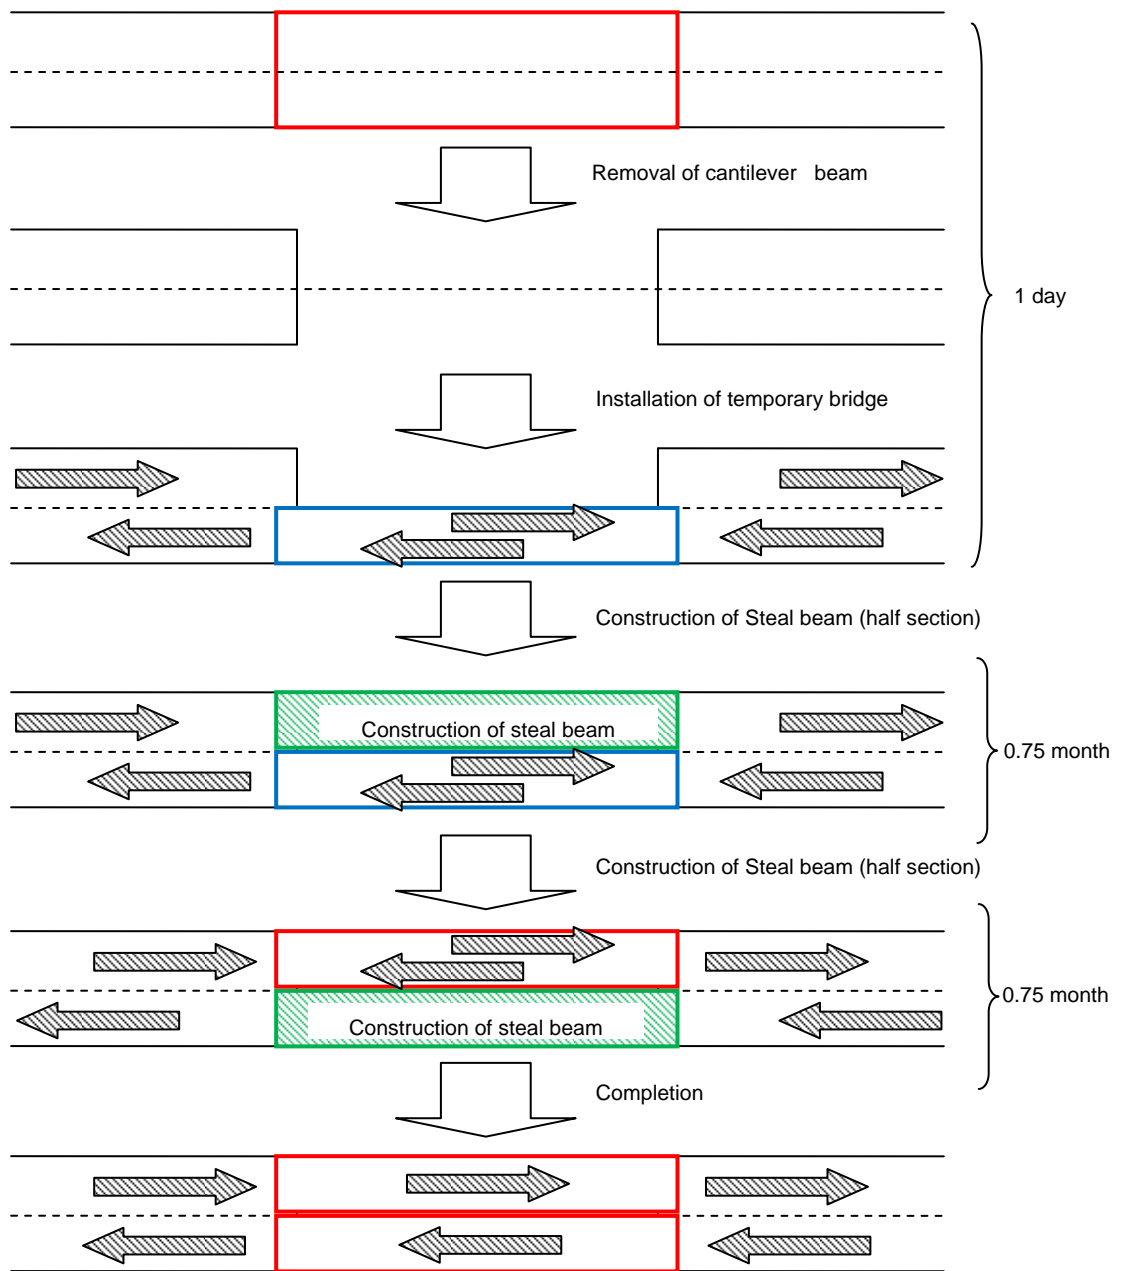 Removal of cantilever beam
1 day
Installation of temporary bridge
Construction of Steal beam (half section)
Construction of steal beam
0.75 month
Construction of Steal beam (half section)
Construction of steal beam
0.75 month
Completion